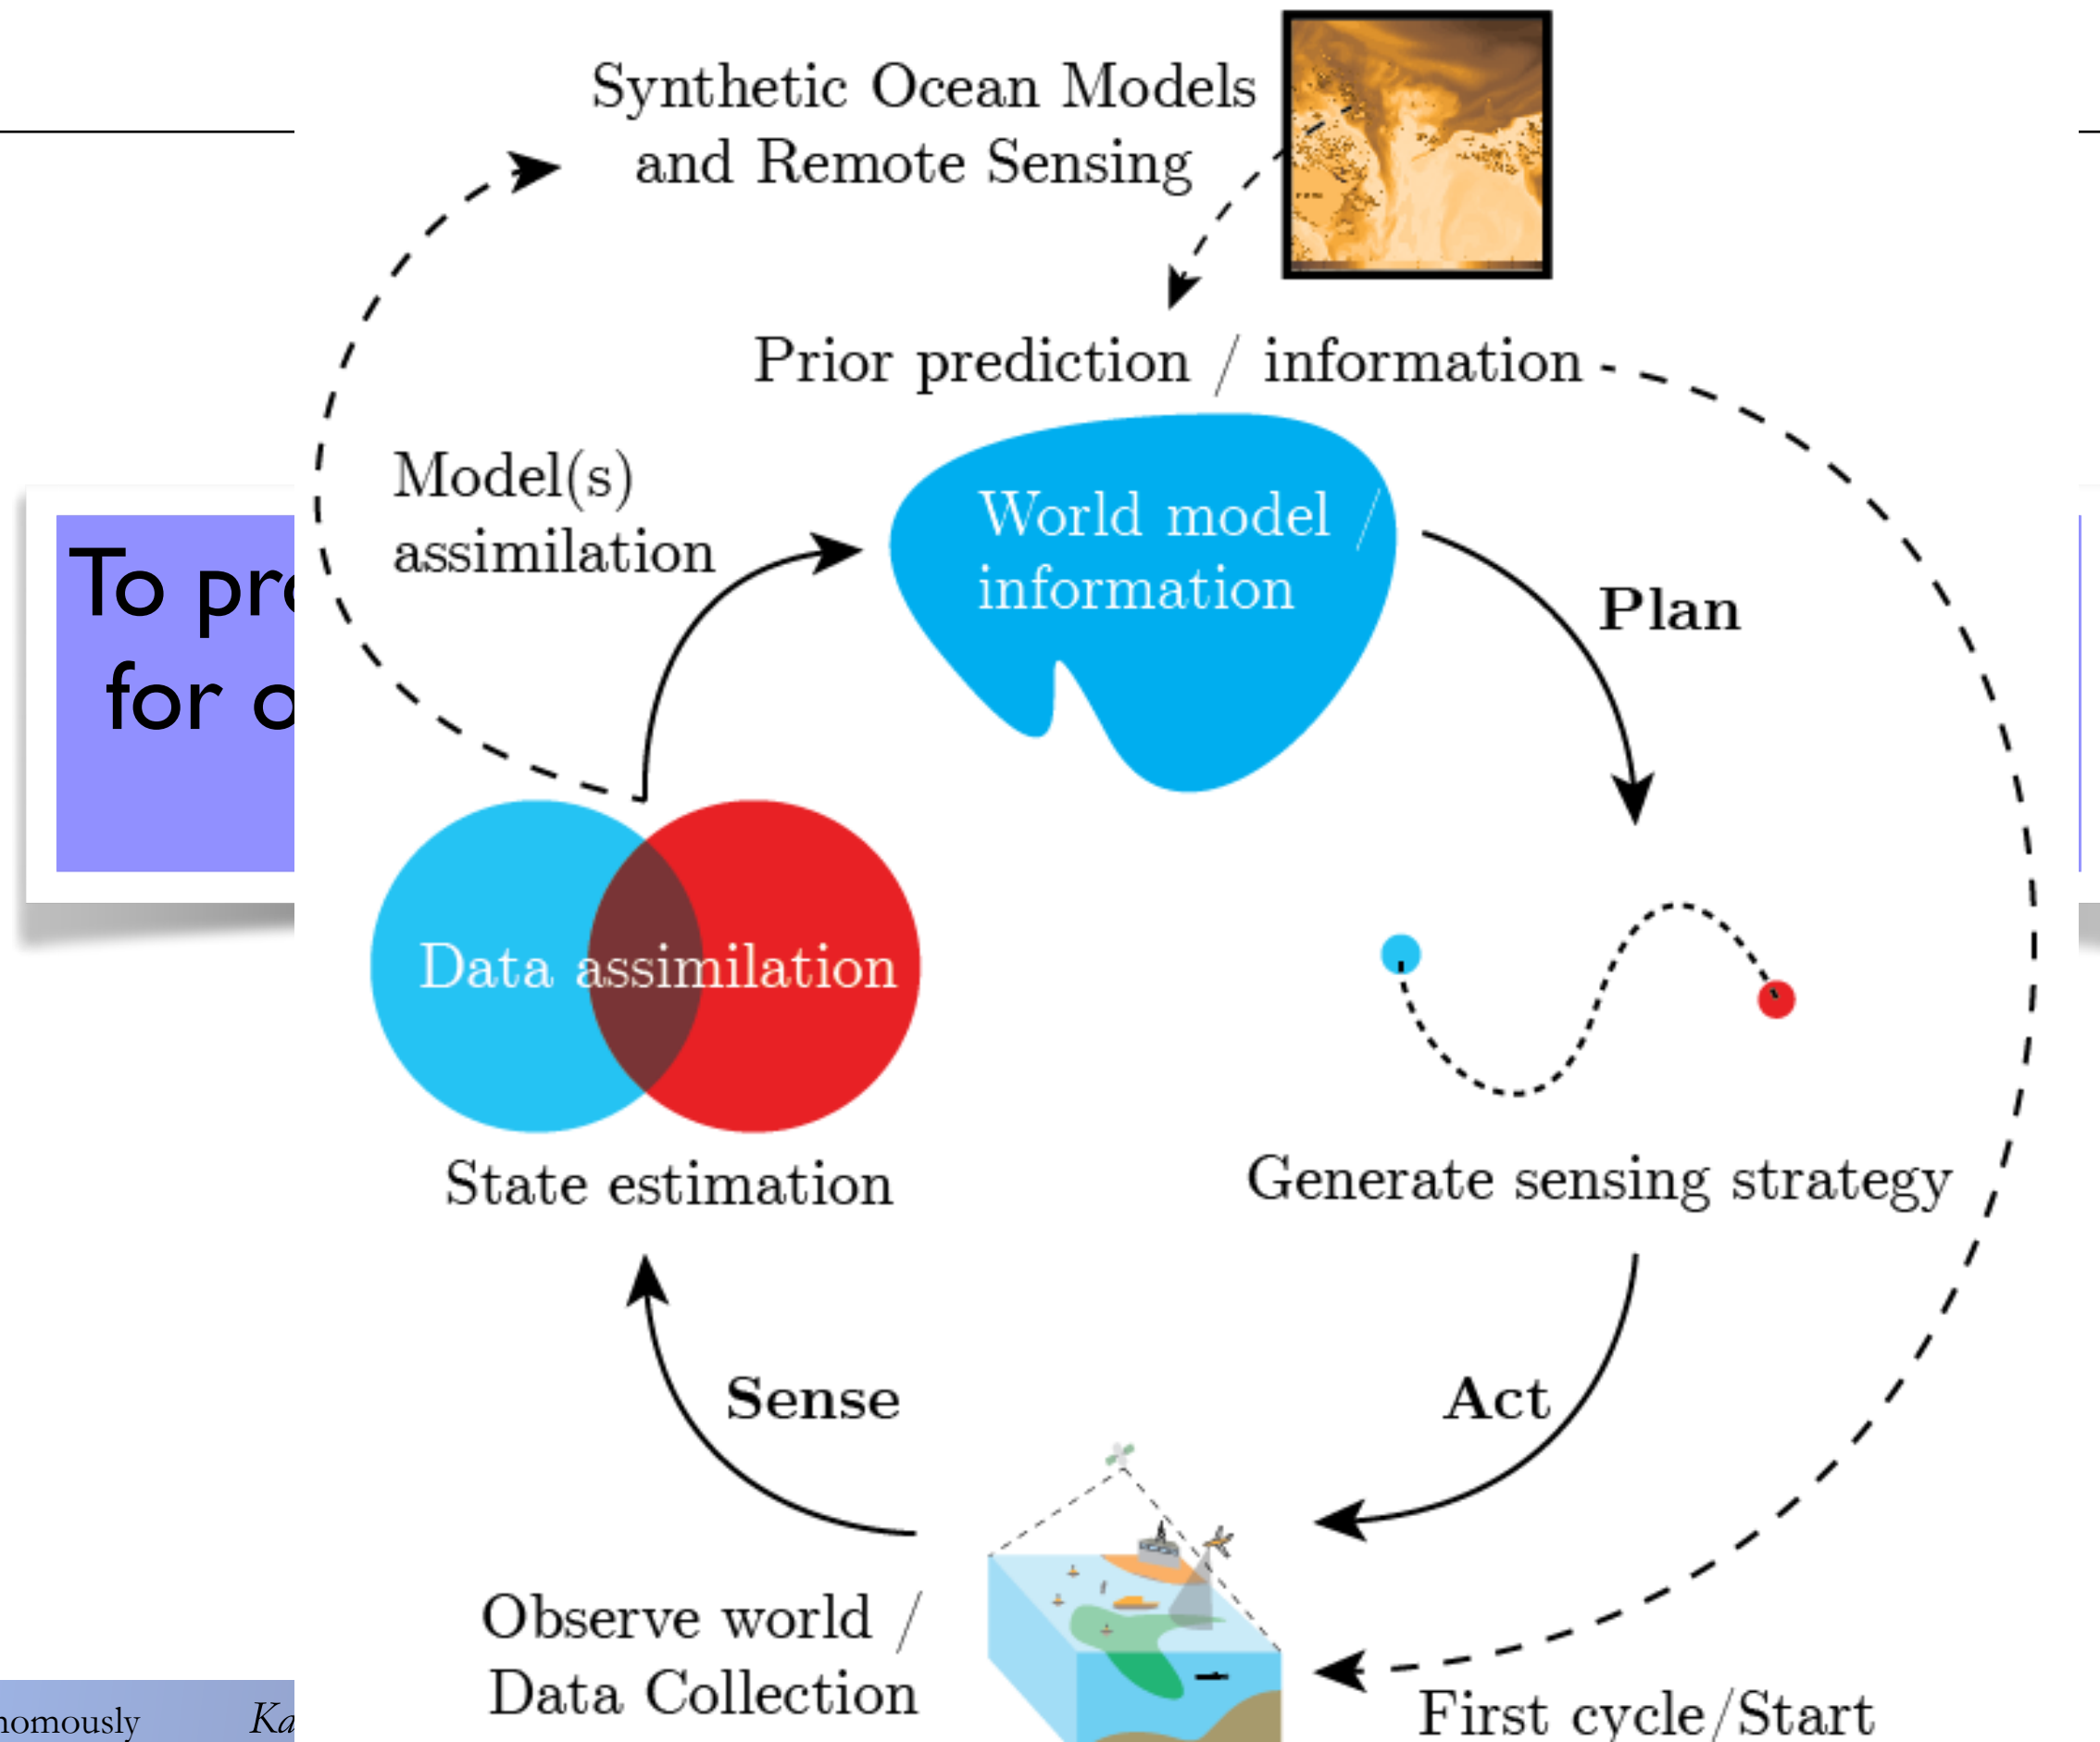 Synthetic Ocean Models
and Remote Sensing
Prior prediction / information
Model(s)
assimilation
World model /
information
Plan
To pr
for
Data assimilation
State estimation
Generate sensing strategy
Sense
Act
Observe world /
Data Collection
First cycle/Start
nomously
Ka